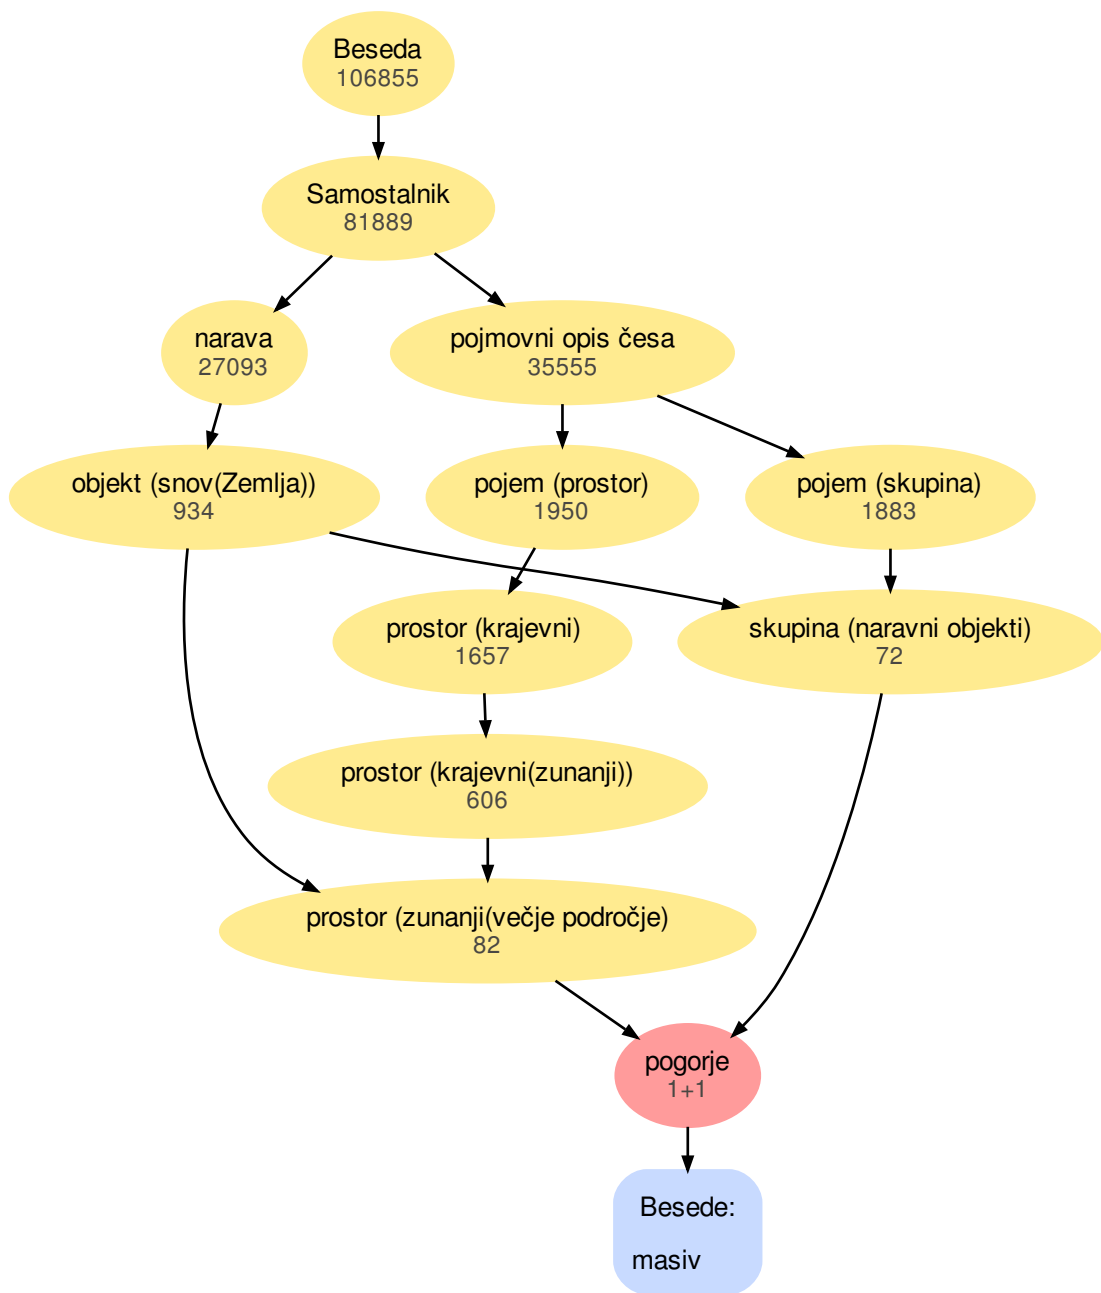 Beseda
106855
Samostalnik
81889
narava
27093
pojmovni opis česa
35555
objekt (snov(Zemlja))
934
pojem (prostor)
1950
pojem (skupina)
1883
prostor (krajevni)
1657
skupina (naravni objekti)
72
prostor (krajevni(zunanji))
606
prostor (zunanji(večje področje)
82
pogorje
1+1
Besede:
masiv